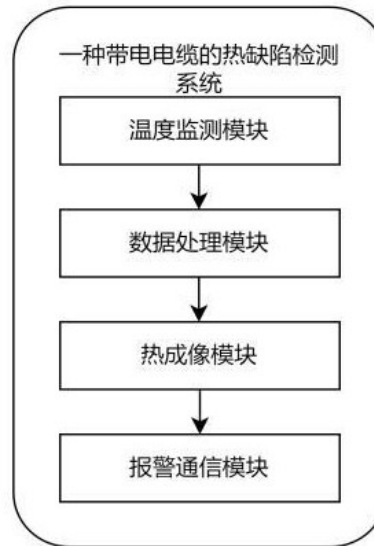 一种带电电缆的热缺陷检测
系统
温度监测模块
数据处理模块
热成像模块
报警通信模块